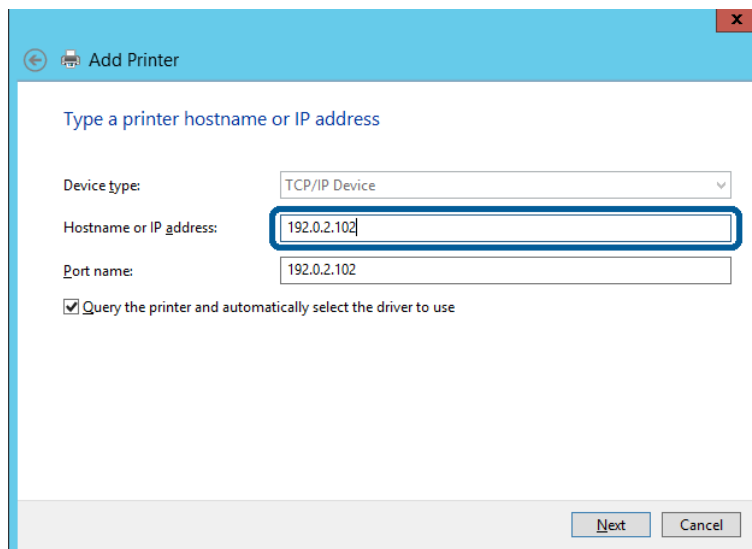 x
Add Printer
Type a printer hostname or IP address
Device type: TCP/IP Device
Hostname or IP address: 192.0.2.102
Port name: 192.0.2.102
Query the printer and automatically select the driver to use
Next Cancel